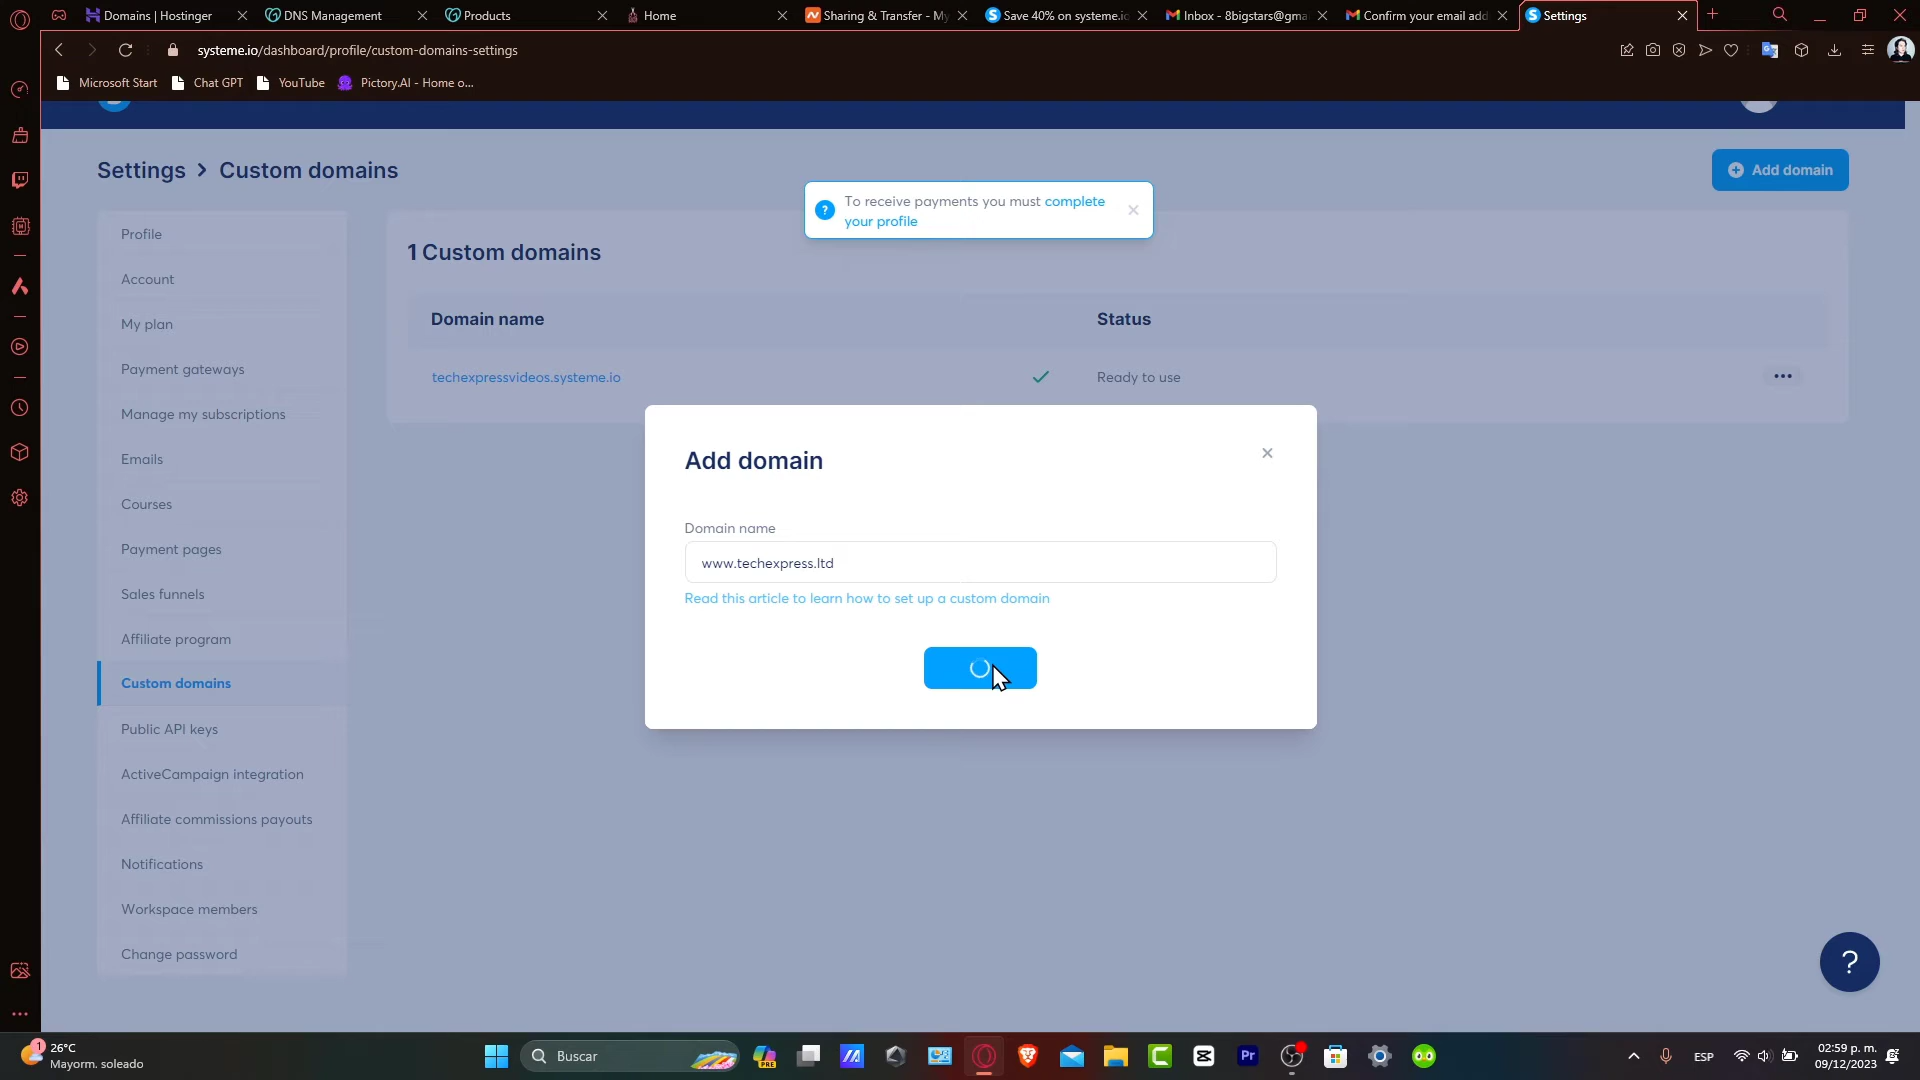 Domains | Hostinger
DNS Management
Products
Home
Sharing & Transfer - My
Save 40% on systeme.io
Inbox - 8bigstars@gma
Confirm your email add
Settings
systeme.io/dashboard/profile/custom-domains-settings
Microsoft Start
Chat GPT
YouTube
Pictory.AI - Home o...
Settings > Custom domains
Add domain
To receive payments you must complete
your profile
Profile
Account
My plan
Payment gateways
Manage my subscriptions
Emails
Courses
Payment pages
Sales funnels
Affiliate program
Custom domains
Public API keys
ActiveCampaign integration
Affiliate commissions payouts
Notifications
Workspace members
Change password
1 Custom domains
Domain name
Status
techexpressvideos.systeme.io
Ready to use
Add domain
Domain name
www.techexpress.ltd
Read this article to learn how to set up a custom domain
?
1
26°C
Mayorm. soleado
Buscar
PRE
Pr
ESP
02:59 p. m.
09/12/2023